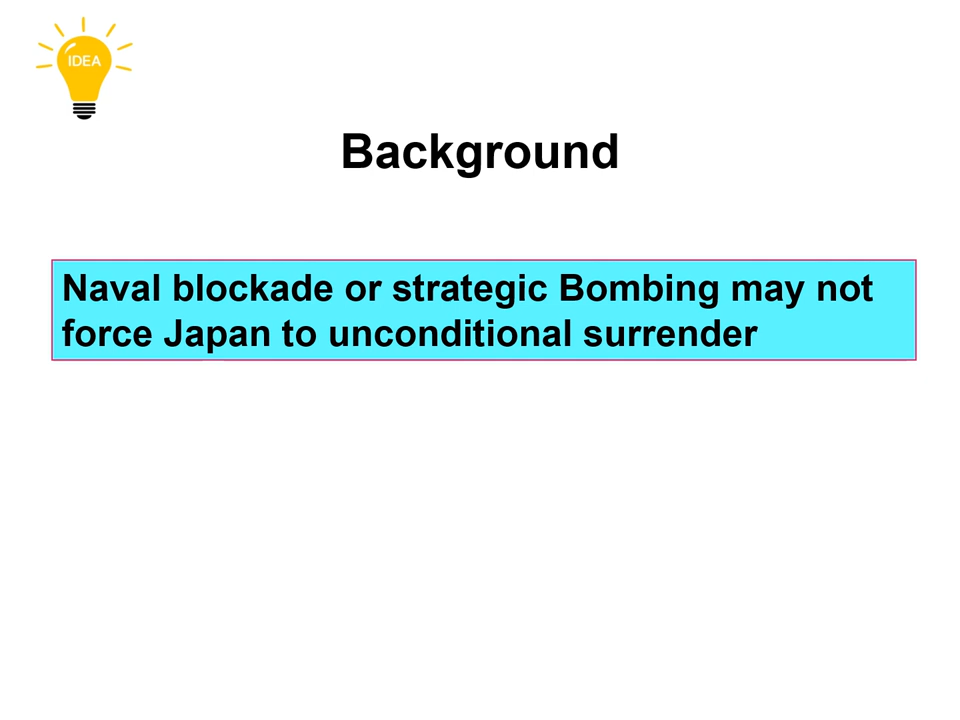 IDEA
Background
Naval blockade or strategic Bombing may not
force Japan to unconditional surrender